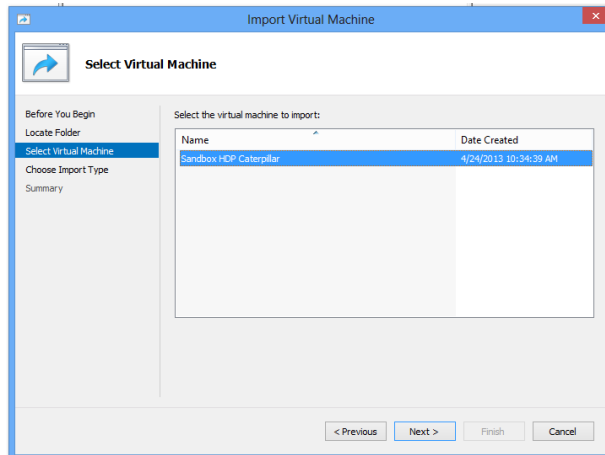 Import Virtual Machine
Select Virtual Machine
Before You Begin
Locate Folder
Select Virtual Machine
Choose Import Type
Summary
Select the virtual machine to import:
Name Date Created
Sandbox HDP Caterpillar 4/24/2013 10:34:39 AM
< Previous Next > Finish Cancel